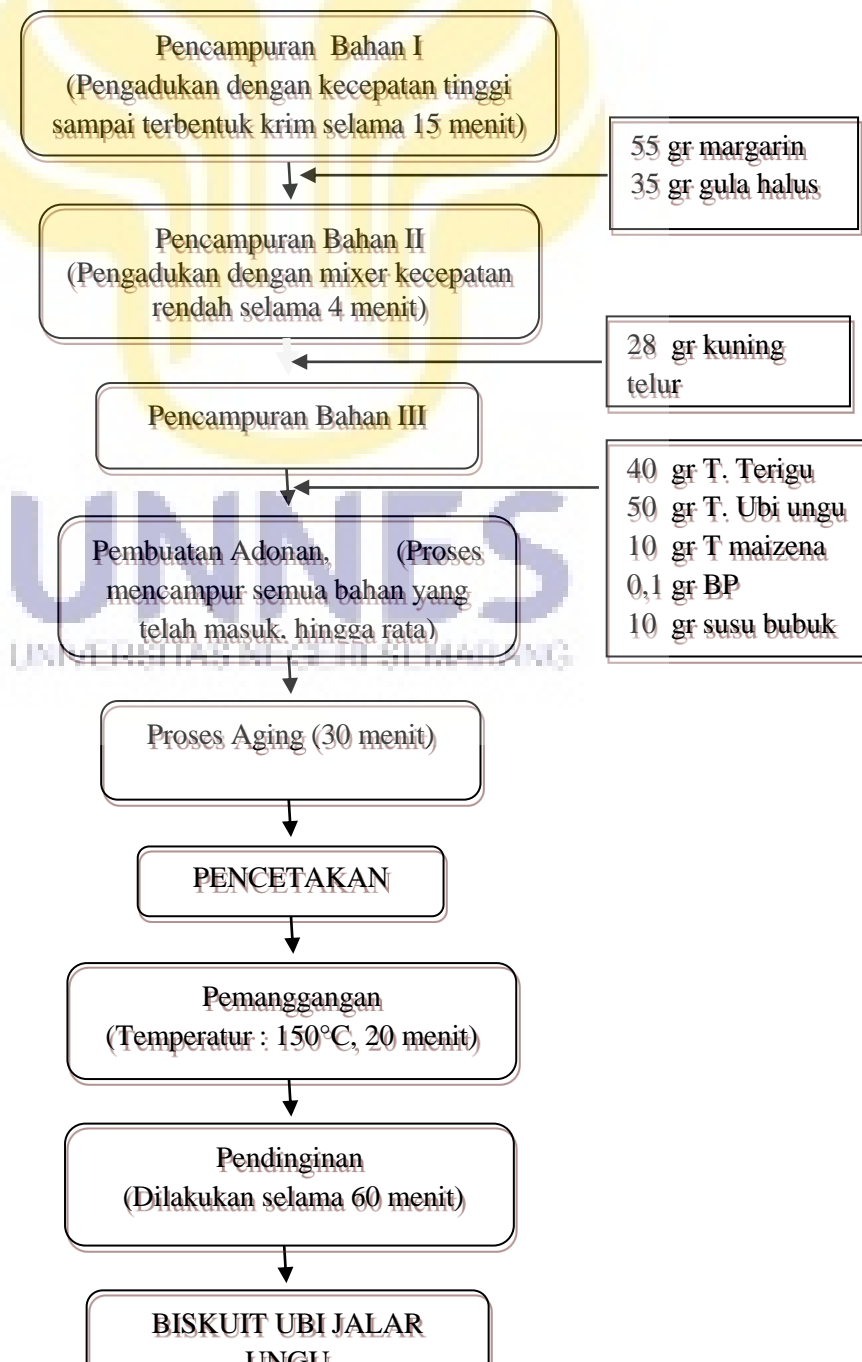 Pencampuran Bahan I
(Pengadukan dengan kecepatan tinggi
sampai terbentuk krim selama 15 menit)
55 gr margarin
35 gr gula halus
Pencampuran Bahan II
(Pengadukan dengan mixer kecepatan
rendah selama 4 menit)
28 gr kuning
telur
Pencampuran Bahan III
40 gr T. Terigu
50 gr T. Ubi ungu
10 gr T maizena
0,1 gr BP
10 gr susu bubuk
Pembuatan Adonan, (Proses
mencampur semua bahan yang
telah masuk, hingga rata)
UNNES
UNIVERSITAS NEGERI SEMARANG
Proses Aging (30 menit)
PENCETAKAN
Pemanggangan
(Temperatur : 150°C, 20 menit)
Pendinginan
(Dilakukan selama 60 menit)
BISKUIT UBI JALAR
UNGU